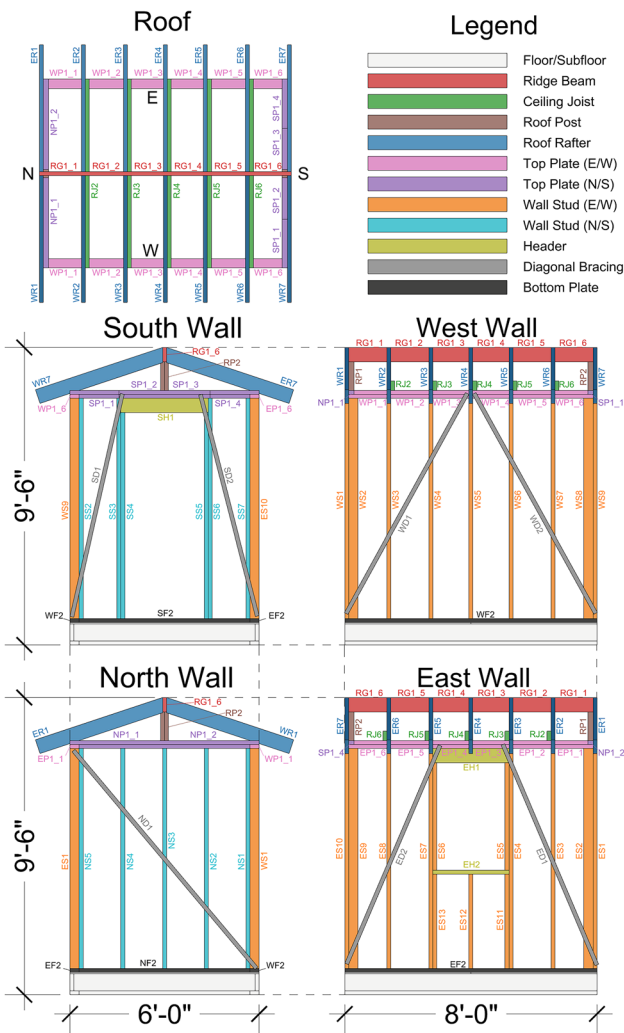 Roof
Legend
ER1
ER2
ER3
ER4
ER5
ER6
ER7
WP1_1
WP1_2
WP1_3
WP1_4
WP1_5
WP1_6
E
NP1_2
SP1_4
SP1_3
N
RG1_1
RG1_2
RG1_3
RG1_4
RG1_5
RG1_6
S
NP1_1
RJ2
RJ3
RJ4
RJ5
RJ6
SP1_2
SP1_1
W
WP1_1
WP1_2
WP1_3
WP1_4
WP1_5
WP1_6
WR1
WR2
WR3
WR4
WR5
WR6
WR7
Floor/Subfloor
Ridge Beam
Ceiling Joist
Roof Post
Roof Rafter
Top Plate (E/W)
Top Plate (N/S)
Wall Stud (E/W)
Wall Stud (N/S)
Header
Diagonal Bracing
Bottom Plate
South Wall
RG1_6
RP2
WR7
SP1_2
SP1_3
ER7
WP1_6
SP1_1
SP1_4
EP1_6
SH1
9'-6"
WS9
SS2
SD1
SS3
SS4
SS5
SS6
SD2
SS7
ES10
WF2
SF2
EF2
West Wall
RG1_1
RG1_2
RG1_3
RG1_4
RG1_5
RG1_6
WR1
RP1
WR2
RJ2
WR3
RJ3
WR4
RJ4
WR5
RJ5
WR6
RJ6
RP2
WR7
NP1_1
WP1_1
WP1_2
WP1_3
WP1_4
WP1_5
WP1_6
SP1_1
WS1
WS2
WS3
WD1
WS4
WS5
WS6
WD2
WS7
WS8
WS9
WF2
North Wall
RG1_6
RP2
ER1
NP1_1
NP1_2
WR1
EP1_1
WP1_1
9'-6"
ES1
NS5
NS4
ND1
NS3
NS2
NS1
WS1
EF2
NF2
WF2
6'-0"
East Wall
RG1_6
RG1_5
RG1_4
RG1_3
RG1_2
RG1_1
ER7
RP2
ER6
RJ6
RJ5
ER5
RJ4
ER4
RJ3
ER3
RJ2
ER2
RP1
ER1
SP1_4
EP1_6
EP1_5
EP1_4
EP1_3
EP1_2
EP1_1
NP1_2
EH1
ES10
ES9
ES8
ED2
ES7
ES6
ES5
ES4
ED1
ES3
ES2
ES1
EH2
ES13
ES12
ES11
EF2
8'-0"